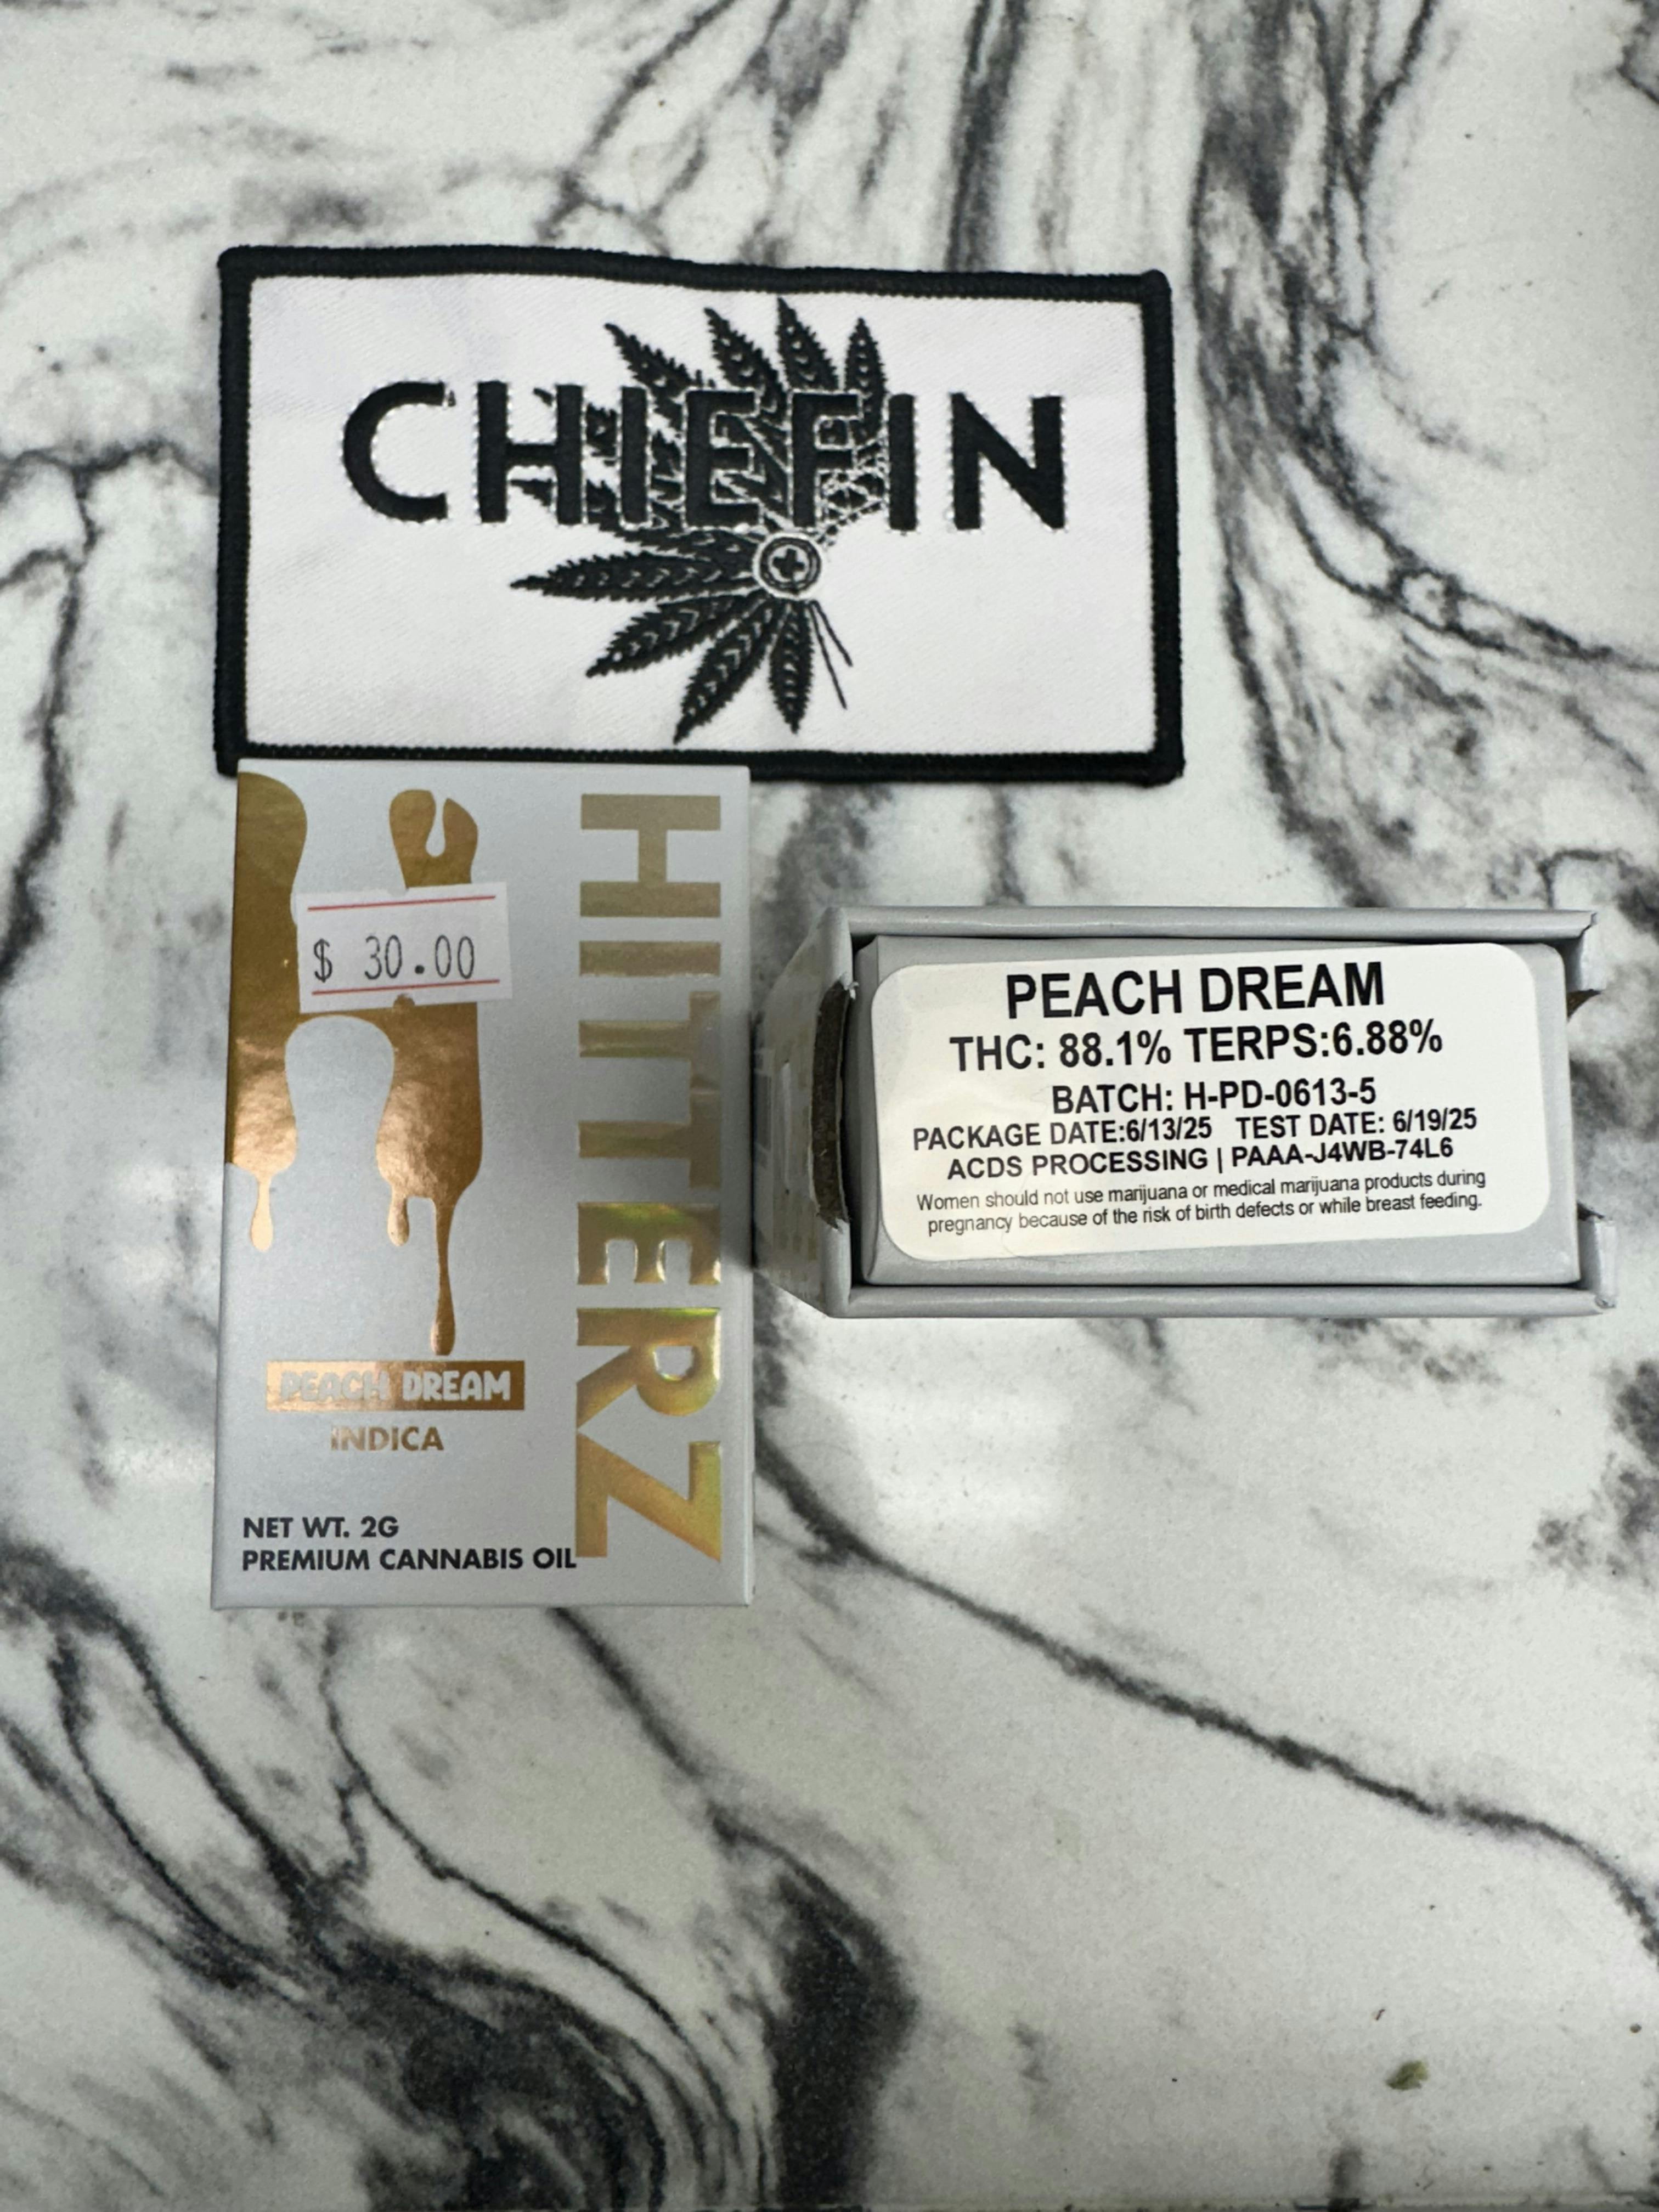 CHIEFIN
$ 30.00
HITTERZ
PEACH DREAM
INDICA
NET WT. 2G
PREMIUM CANNABIS OIL
PEACH DREAM
THC: 88.1% TERPS:6.88%
BATCH: H-PD-0613-5
PACKAGE DATE:6/13/25 TEST DATE: 6/19/25
ACDS PROCESSING | PAAA-J4WB-74L6
Women should not use marijuana or medical marijuana products during
pregnancy because of the risk of birth defects or while breast feeding.